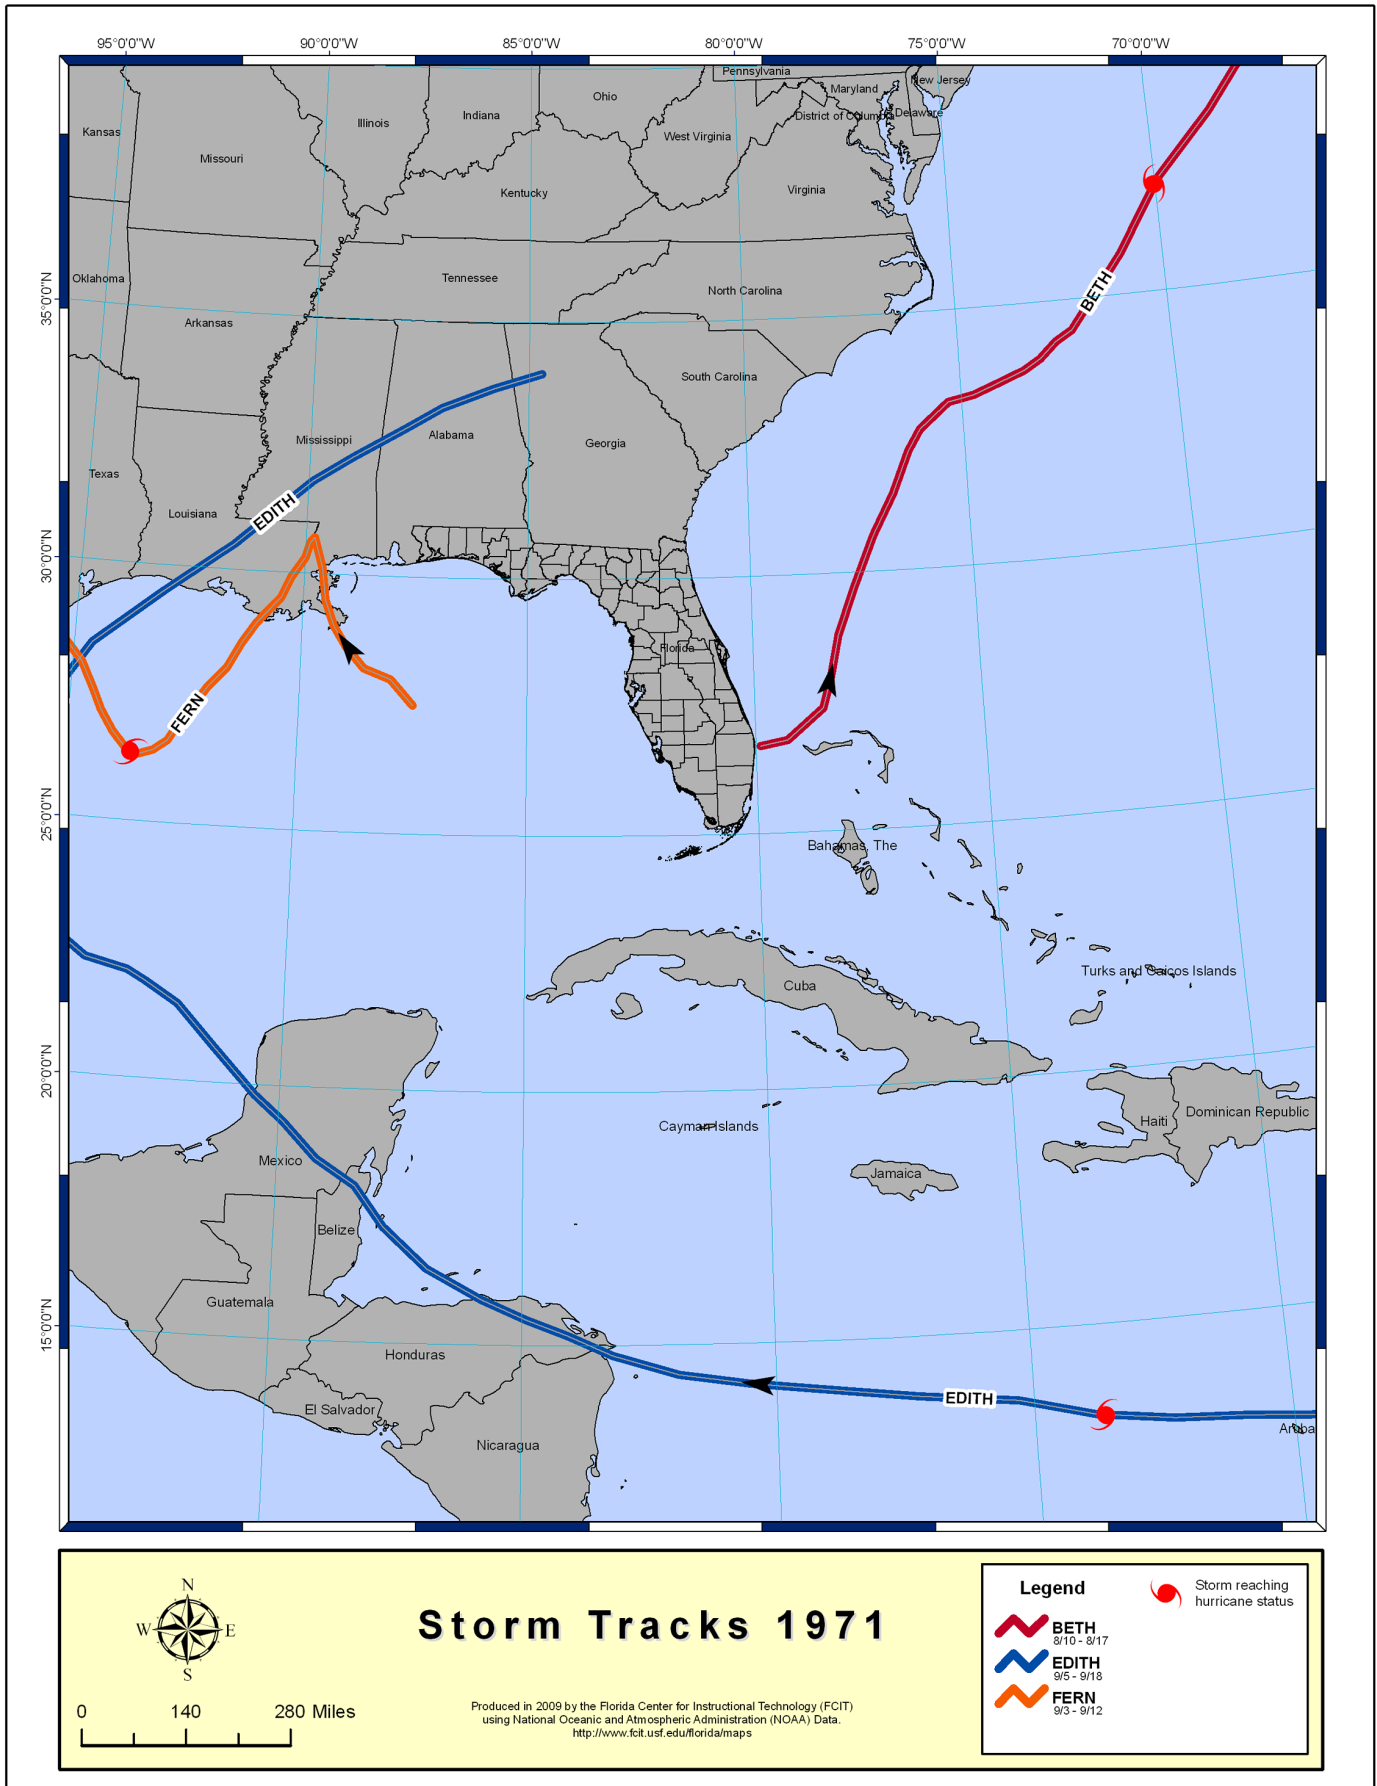 95°0'0"W 90°0'0"W 85°0'0"W 80°0'0"W 75°0'0"W 70°0'0"W
Pennsylvania
New Jersey
Maryland
Ohio
Delaware
District of Columbia
Indiana
Illinois
Kansas
West Virginia
Missouri
Virginia
Kentucky
Oklahoma
Tennessee
BETH
North Carolina
35°0'0"N
Arkansas
South Carolina
Alabama
Mississippi
Georgia
Texas
EDITH
Louisiana
30°0'0"N
Florida
FERN
25°0'0"N
Bahamas, The
Turks and Caicos Islands
Cuba
20°0'0"N
Dominican Republic
Haiti
Cayman Islands
Mexico
Jamaica
Belize
Guatemala
15°0'0"N
Honduras
EDITH
El Salvador
Aruba
Nicaragua
N
W E
S
0 140 280 Miles
Storm Tracks 1971
Produced in 2009 by the Florida Center for Instructional Technology (FCIT)
using National Oceanic and Atmospheric Administration (NOAA) Data.
http://www.fcit.usf.edu/florida/maps
Legend
BETH
8/10 - 8/17
EDITH
9/5 - 9/18
FERN
9/3 - 9/12
Storm reaching
hurricane status